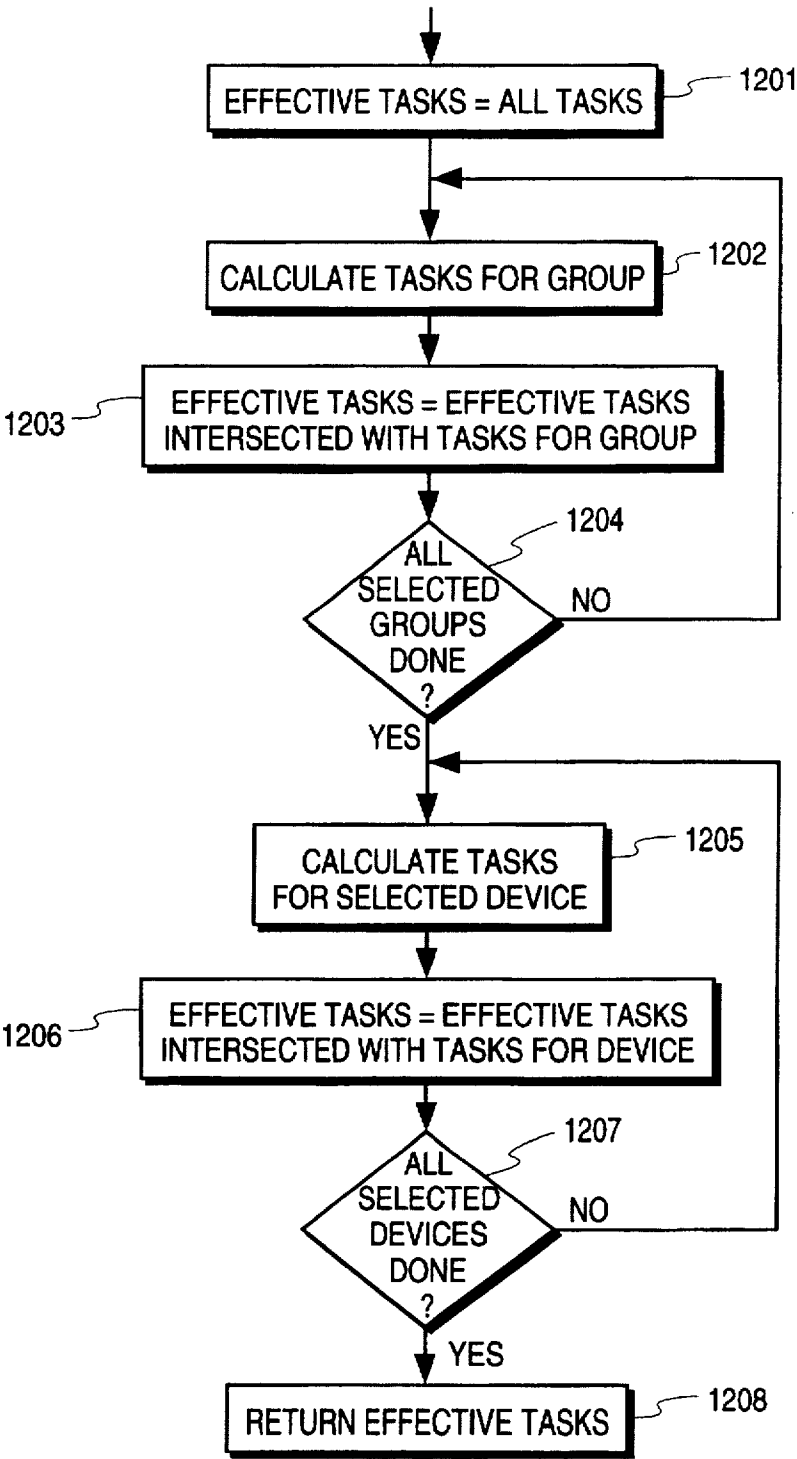 EFFECTIVE TASKS = ALL TASKS
1201
CALCULATE TASKS FOR GROUP
1202
1203
EFFECTIVE TASKS = EFFECTIVE TASKS
INTERSECTED WITH TASKS FOR GROUP
1204
ALL
SELECTED
GROUPS
DONE
?
NO
YES
CALCULATE TASKS
FOR SELECTED DEVICE
1205
1206
EFFECTIVE TASKS = EFFECTIVE TASKS
INTERSECTED WITH TASKS FOR DEVICE
1207
ALL
SELECTED
DEVICES
DONE
?
NO
YES
RETURN EFFECTIVE TASKS
1208